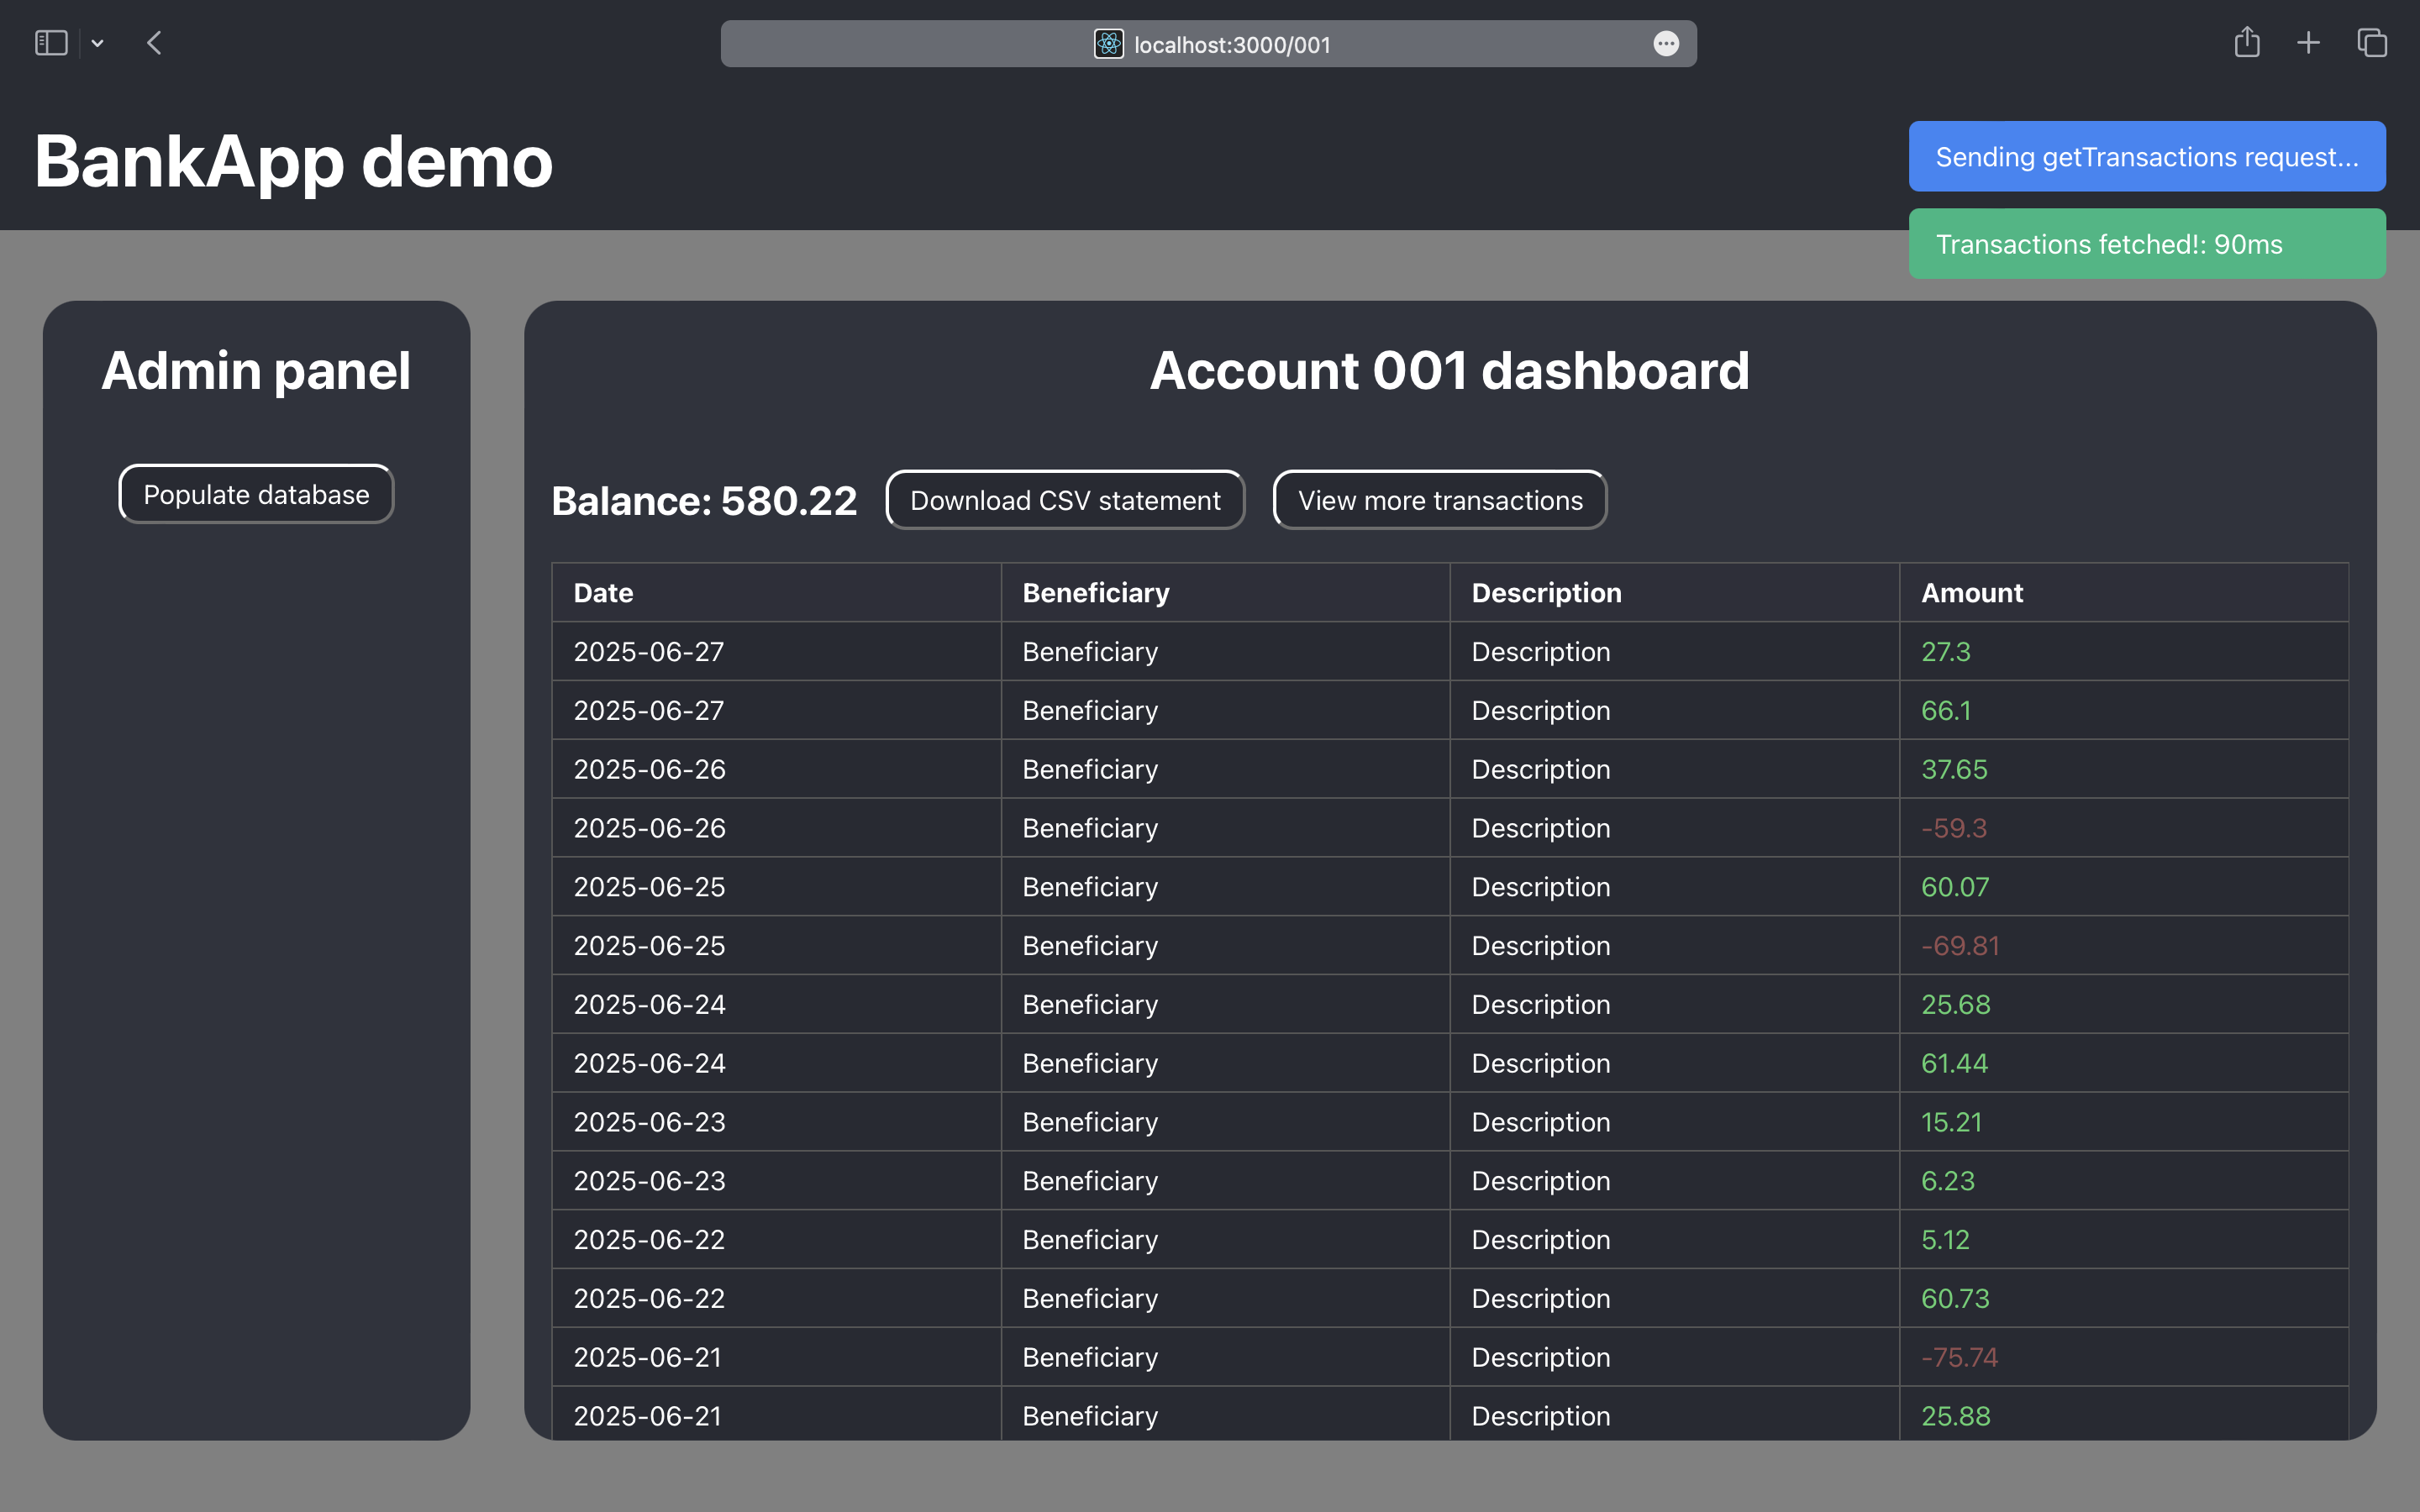 localhost:3000/001
BankApp demo
Sending getTransactions request...
Transactions fetched!: 90ms
Admin panel
Populate database
Account 001 dashboard
Balance: 580.22 Download CSV statement View more transactions
Date Beneficiary Description Amount
2025-06-27 Beneficiary Description 27.3
2025-06-27 Beneficiary Description 66.1
2025-06-26 Beneficiary Description 37.65
2025-06-26 Beneficiary Description -59.3
2025-06-25 Beneficiary Description 60.07
2025-06-25 Beneficiary Description -69.81
2025-06-24 Beneficiary Description 25.68
2025-06-24 Beneficiary Description 61.44
2025-06-23 Beneficiary Description 15.21
2025-06-23 Beneficiary Description 6.23
2025-06-22 Beneficiary Description 5.12
2025-06-22 Beneficiary Description 60.73
2025-06-21 Beneficiary Description -75.74
2025-06-21 Beneficiary Description 25.88